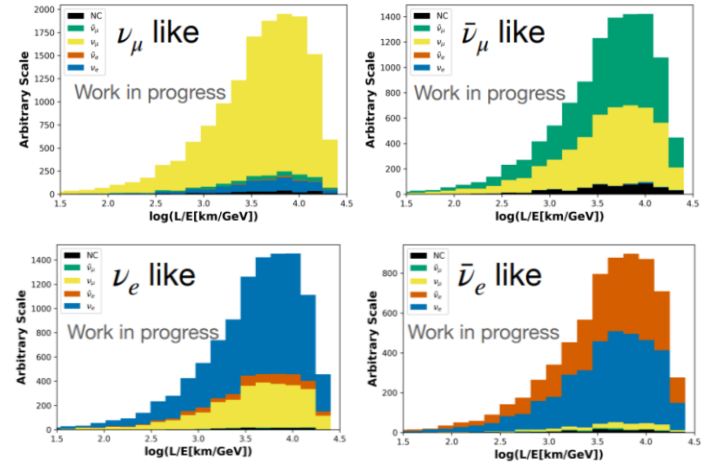 2000
1750
1500
1250
1000
750
500
250
0
Arbitrary Scale
NC
ν̄μ
νμ
ν̄e
νe
νμ like
Work in progress
1.5 2.0 2.5 3.0 3.5 4.0 4.5
log(L/E[km/GeV])
1400
1200
1000
800
600
400
200
0
Arbitrary Scale
NC
ν̄μ
νμ
ν̄e
νe
ν̄μ like
Work in progress
1.5 2.0 2.5 3.0 3.5 4.0 4.5
log(L/E[km/GeV])
1400
1200
1000
800
600
400
200
0
Arbitrary Scale
NC
ν̄μ
νμ
ν̄e
νe
νe like
Work in progress
1.5 2.0 2.5 3.0 3.5 4.0 4.5
log(L/E[km/GeV])
800
600
400
200
0
Arbitrary Scale
NC
ν̄μ
νμ
ν̄e
νe
ν̄e like
Work in progress
1.5 2.0 2.5 3.0 3.5 4.0 4.5
log(L/E[km/GeV])